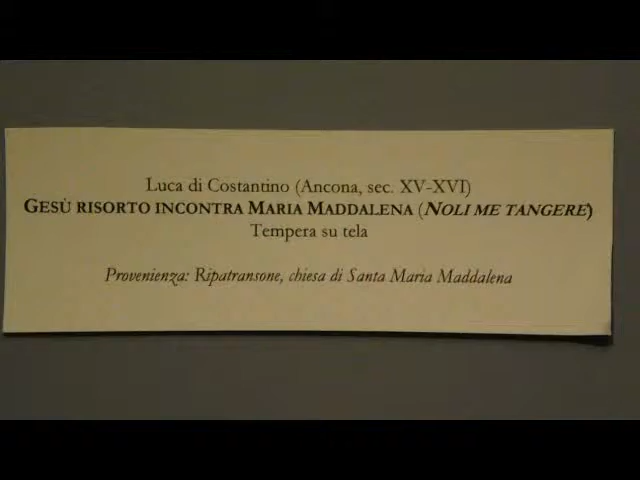 Luca di Costantino (Ancona, sec. XV-XVI)
GESÙ RISORTO INCONTRA MARIA MADDALENA (NOLI ME TANGERE)
Tempera su tela
Provenienza: Ripatransone, chiesa di Santa Maria Maddalena